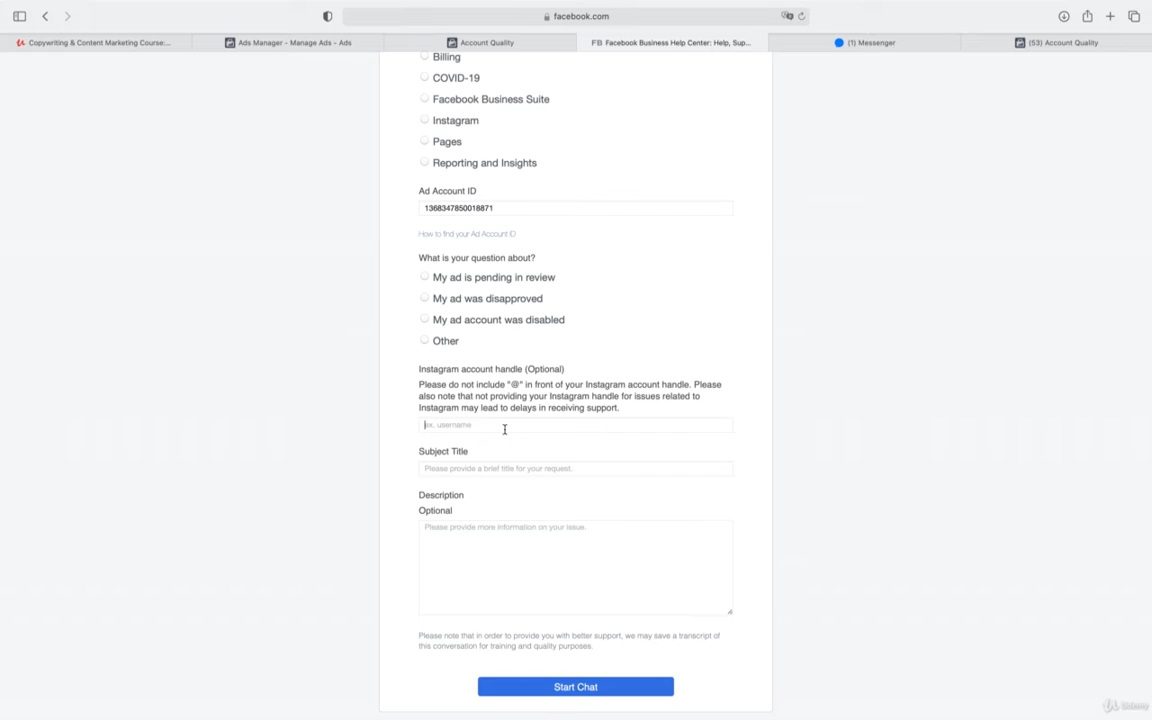 facebook.com
Copywriting & Content Marketing Course:...
Ads Manager - Manage Ads - Ads
Account Quality
FB Facebook Business Help Center: Help, Sup...
(1) Messenger
(53) Account Quality
Billing
COVID-19
Facebook Business Suite
Instagram
Pages
Reporting and Insights
Ad Account ID
1368347850018871
How to find your Ad Account ID
What is your question about?
My ad is pending in review
My ad was disapproved
My ad account was disabled
Other
Instagram account handle (Optional)
Please do not include "@" in front of your Instagram account handle. Please
also note that not providing your Instagram handle for issues related to
Instagram may lead to delays in receiving support.
ex. username
Subject Title
Please provide a brief title for your request.
Description
Optional
Please provide more information on your issue.
Please note that in order to provide you with better support, we may save a transcript of
this conversation for training and quality purposes.
Start Chat
Udemy